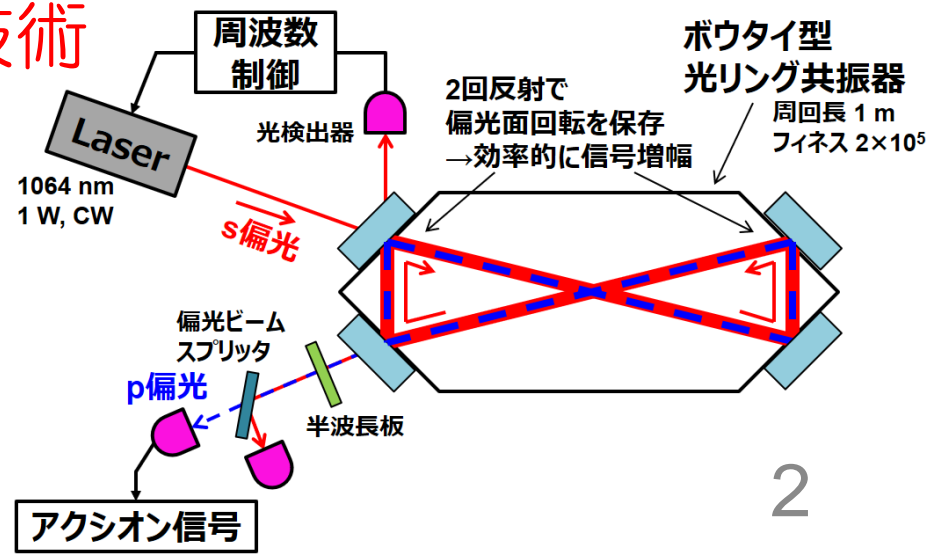 技術
周波数
制御
光検出器
Laser
1064 nm
1 W, CW
s偏光
2回反射で
偏光面回転を保存
→効率的に信号増幅
ボウタイ型
光リング共振器
周回長 1 m
フィネス 2×10⁵
偏光ビーム
スプリッタ
p偏光
半波長板
アクシオン信号
2